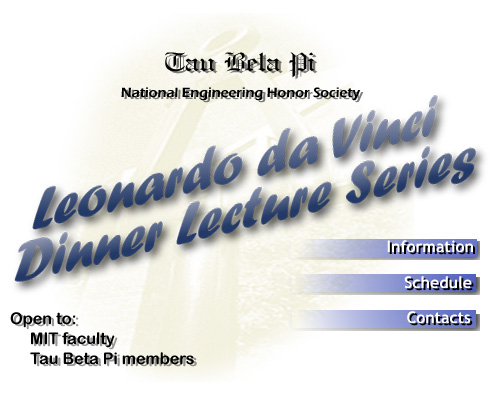 Tau Beta Pi
National Engineering Honor Society
Leonardo da Vinci
Dinner Lecture Series
Information
Schedule
Contacts
Open to:
MIT faculty
Tau Beta Pi members